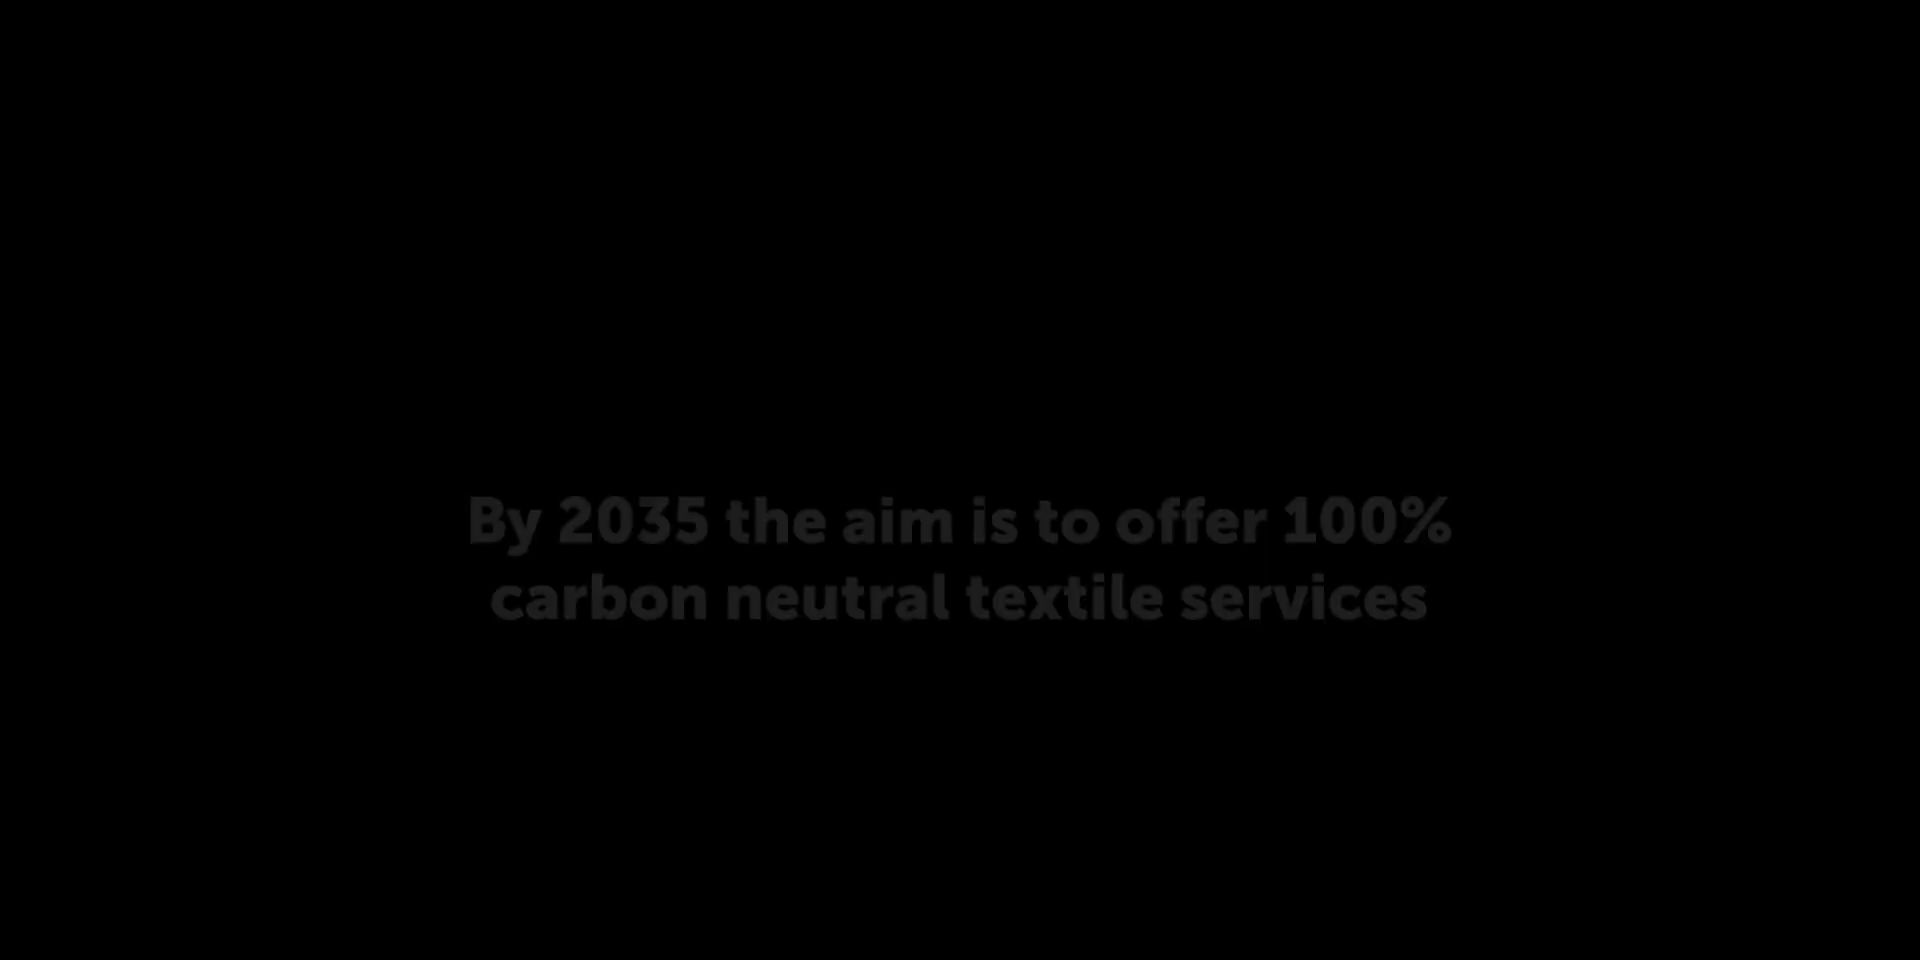 By 2035 the aim is to offer 100%
carbon neutral textile services